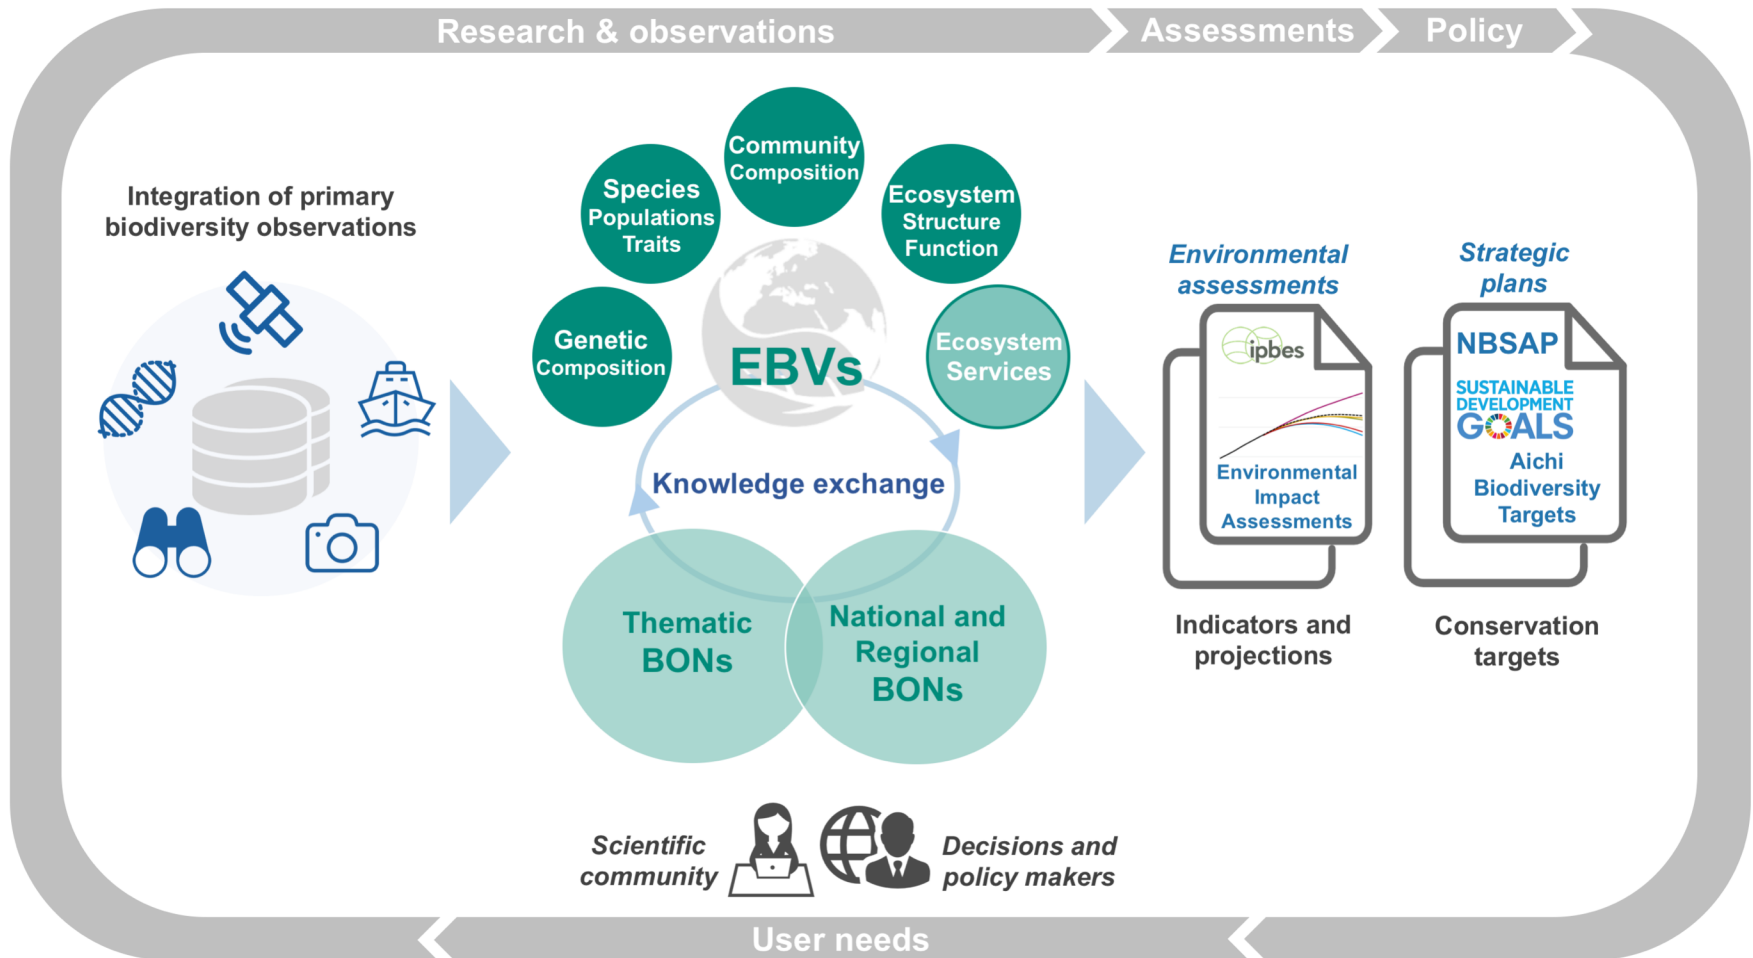 Research & observations
Assessments
Policy
Integration of primary
biodiversity observations
Community
Composition
Species
Populations
Traits
Ecosystem
Structure
Function
Genetic
Composition
Ecosystem
Services
EBVs
Knowledge exchange
Thematic
BONs
National and
Regional
BONs
Environmental
assessments
ipbes
Environmental
Impact
Assessments
Indicators and
projections
Strategic
plans
NBSAP
SUSTAINABLE
DEVELOPMENT
GOALS
Aichi
Biodiversity
Targets
Conservation
targets
Scientific
community
Decisions and
policy makers
User needs